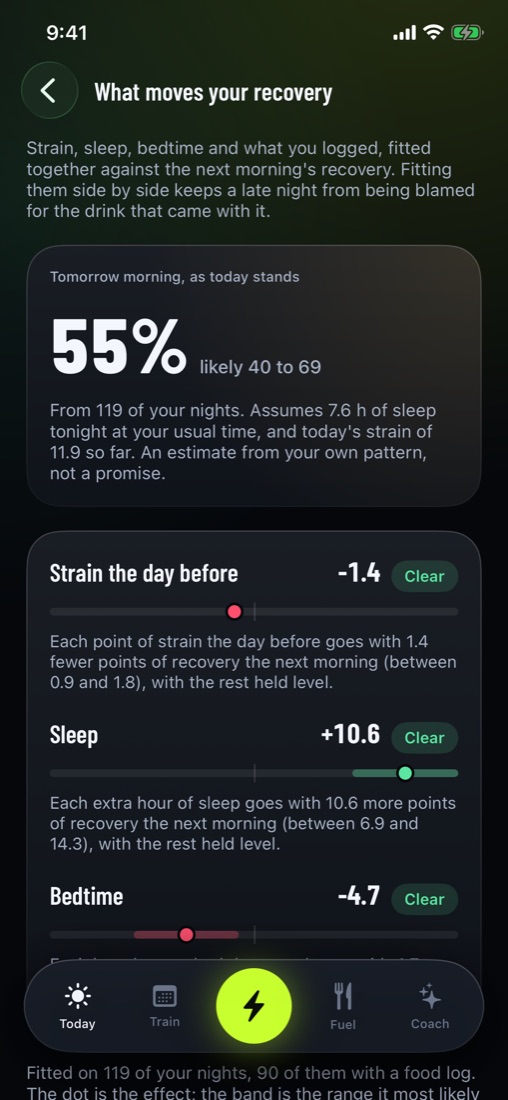 9:41
What moves your recovery
Strain, sleep, bedtime and what you logged, fitted
together against the next morning's recovery. Fitting
them side by side keeps a late night from being blamed
for the drink that came with it.
Tomorrow morning, as today stands
55% likely 40 to 69
From 119 of your nights. Assumes 7.6 h of sleep
tonight at your usual time, and today's strain of
11.9 so far. An estimate from your own pattern,
not a promise.
Strain the day before -1.4 Clear
Each point of strain the day before goes with 1.4
fewer points of recovery the next morning (between
0.9 and 1.8), with the rest held level.
Sleep +10.6 Clear
Each extra hour of sleep goes with 10.6 more points
of recovery the next morning (between 6.9 and
14.3), with the rest held level.
Bedtime -4.7 Clear
Today Train Fuel Coach
Fitted on 119 of your nights, 90 of them with a food log.
The dot is the effect; the band is the range it most likely